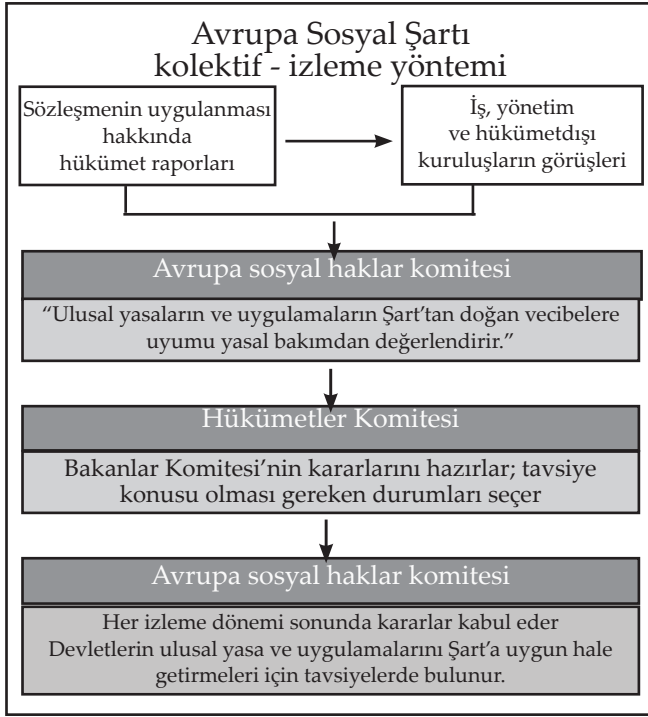 Avrupa Sosyal Şartı
kolektif - izleme yöntemi
Sözleşmenin uygulanması
hakkında
hükümet raporları
İş, yönetim
ve hükümetdışı
kuruluşların görüşleri
Avrupa sosyal haklar komitesi
“Ulusal yasaların ve uygulamaların Şart’tan doğan vecibelere
uyumu yasal bakımdan değerlendirir.”
Hükümetler Komitesi
Bakanlar Komitesi’nin kararlarını hazırlar; tavsiye
konusu olması gereken durumları seçer
Avrupa sosyal haklar komitesi
Her izleme dönemi sonunda kararlar kabul eder
Devletlerin ulusal yasa ve uygulamalarını Şart’a uygun hale
getirmeleri için tavsiyelerde bulunur.